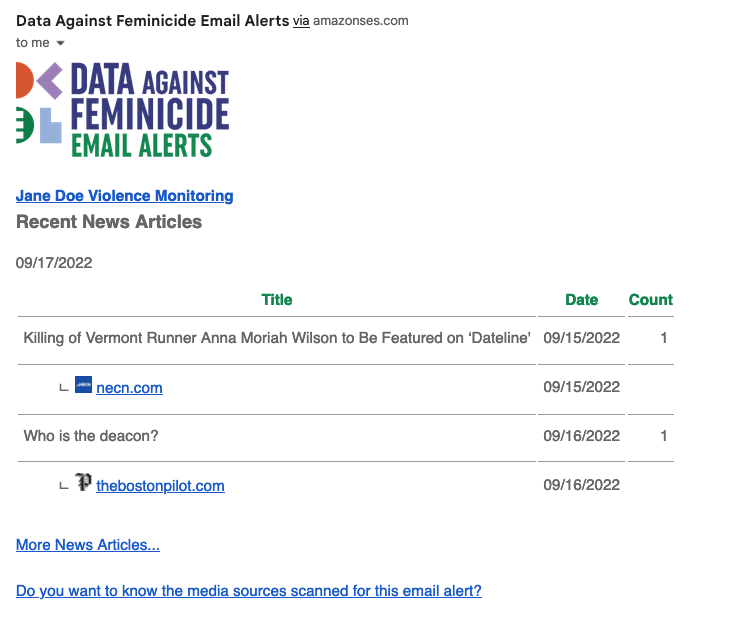 Data Against Feminicide Email Alerts via amazonses.com
to me
DATA AGAINST
FEMINICIDE
EMAIL ALERTS
Jane Doe Violence Monitoring
Recent News Articles
09/17/2022
Title Date Count
Killing of Vermont Runner Anna Moriah Wilson to Be Featured on ‘Dateline’ 09/15/2022 1
necn.com 09/15/2022
Who is the deacon? 09/16/2022 1
P thebostonpilot.com 09/16/2022
More News Articles...
Do you want to know the media sources scanned for this email alert?